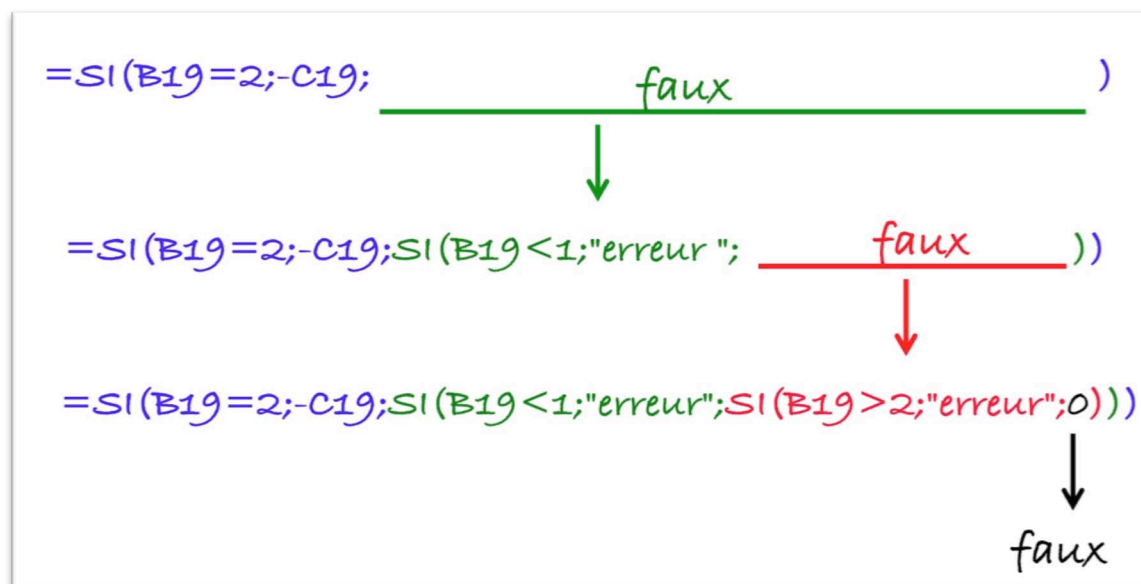 =SI(B19=2;-C19; faux )
=SI(B19=2;-C19;SI(B19<1;"erreur "; faux ))
=SI(B19=2;-C19;SI(B19<1;"erreur";SI(B19>2;"erreur";0)))
faux